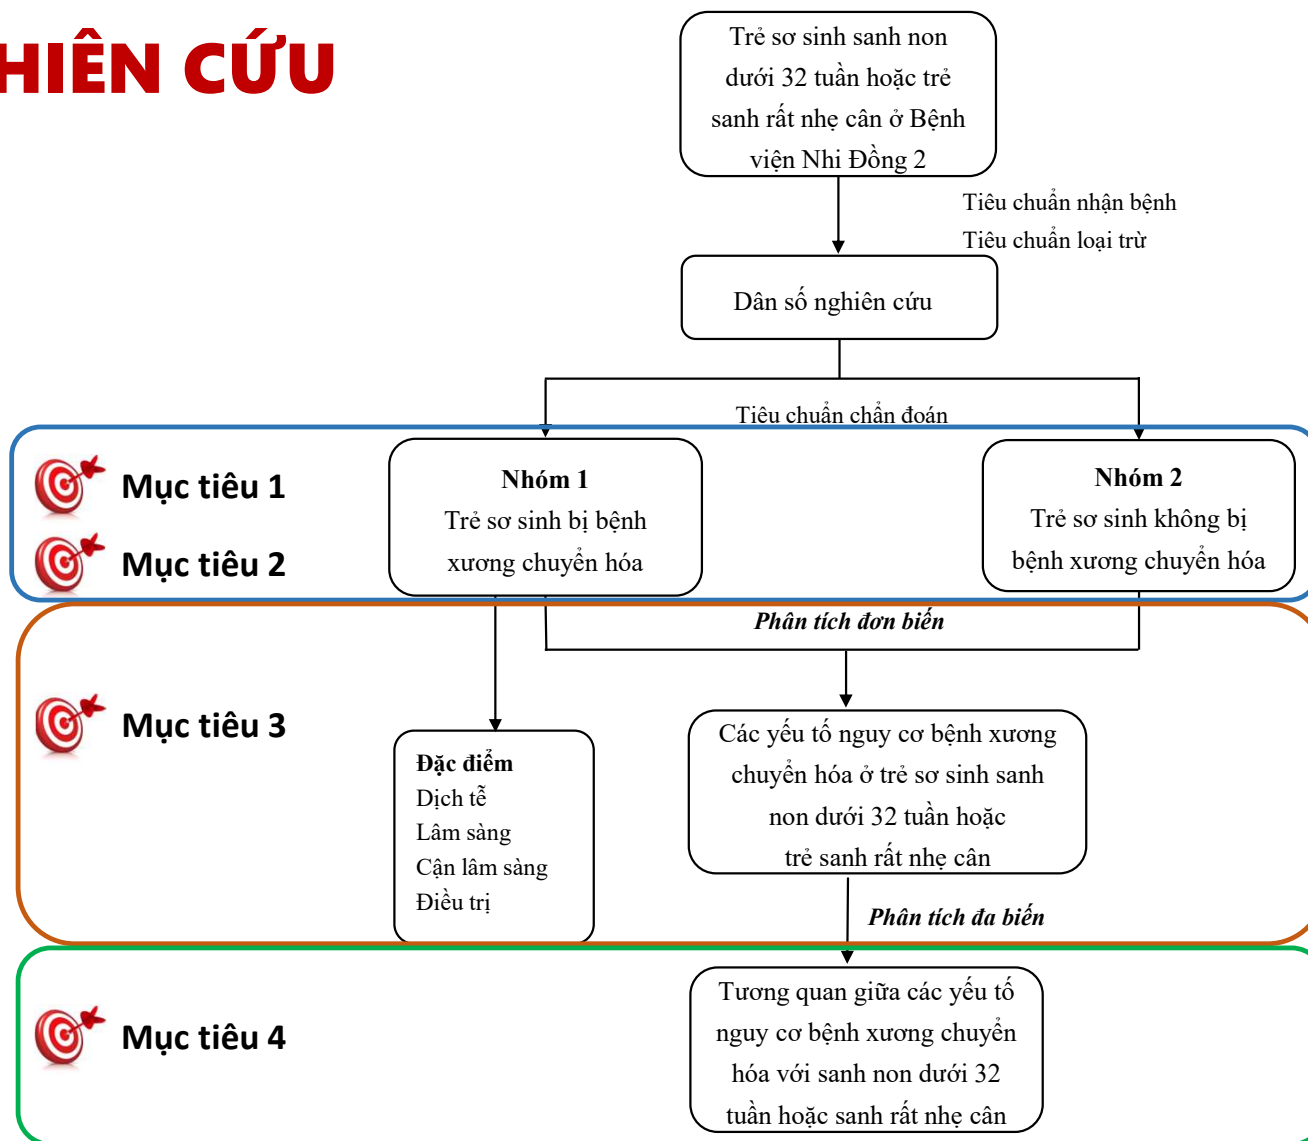 HIÊN CỨU
Trẻ sơ sinh sanh non
dưới 32 tuần hoặc trẻ
sanh rất nhẹ cân ở Bệnh
viện Nhi Đồng 2
Tiêu chuẩn nhận bệnh
Tiêu chuẩn loại trừ
Dân số nghiên cứu
Tiêu chuẩn chẩn đoán
Mục tiêu 1
Mục tiêu 2
Nhóm 1
Trẻ sơ sinh bị bệnh
xương chuyển hóa
Nhóm 2
Trẻ sơ sinh không bị
bệnh xương chuyển hóa
Phân tích đơn biến
Mục tiêu 3
Đặc điểm
Dịch tễ
Lâm sàng
Cận lâm sàng
Điều trị
Các yếu tố nguy cơ bệnh xương
chuyển hóa ở trẻ sơ sinh sanh
non dưới 32 tuần hoặc
trẻ sanh rất nhẹ cân
Phân tích đa biến
Mục tiêu 4
Tương quan giữa các yếu tố
nguy cơ bệnh xương chuyển
hóa với sanh non dưới 32
tuần hoặc sanh rất nhẹ cân